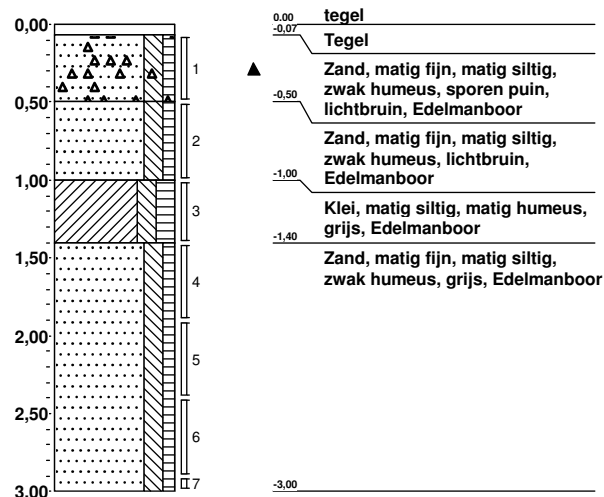 0,00
0,50
1,00
1,50
2,00
2,50
3,00
1
2
3
4
5
6
7
0.00
tegel
-0,07
Tegel
Zand, matig fijn, matig siltig,
zwak humeus, sporen puin,
lichtbruin, Edelmanboor
-0,50
Zand, matig fijn, matig siltig,
zwak humeus, lichtbruin,
Edelmanboor
-1,00
Klei, matig siltig, matig humeus,
grijs, Edelmanboor
-1,40
Zand, matig fijn, matig siltig,
zwak humeus, grijs, Edelmanboor
-3,00